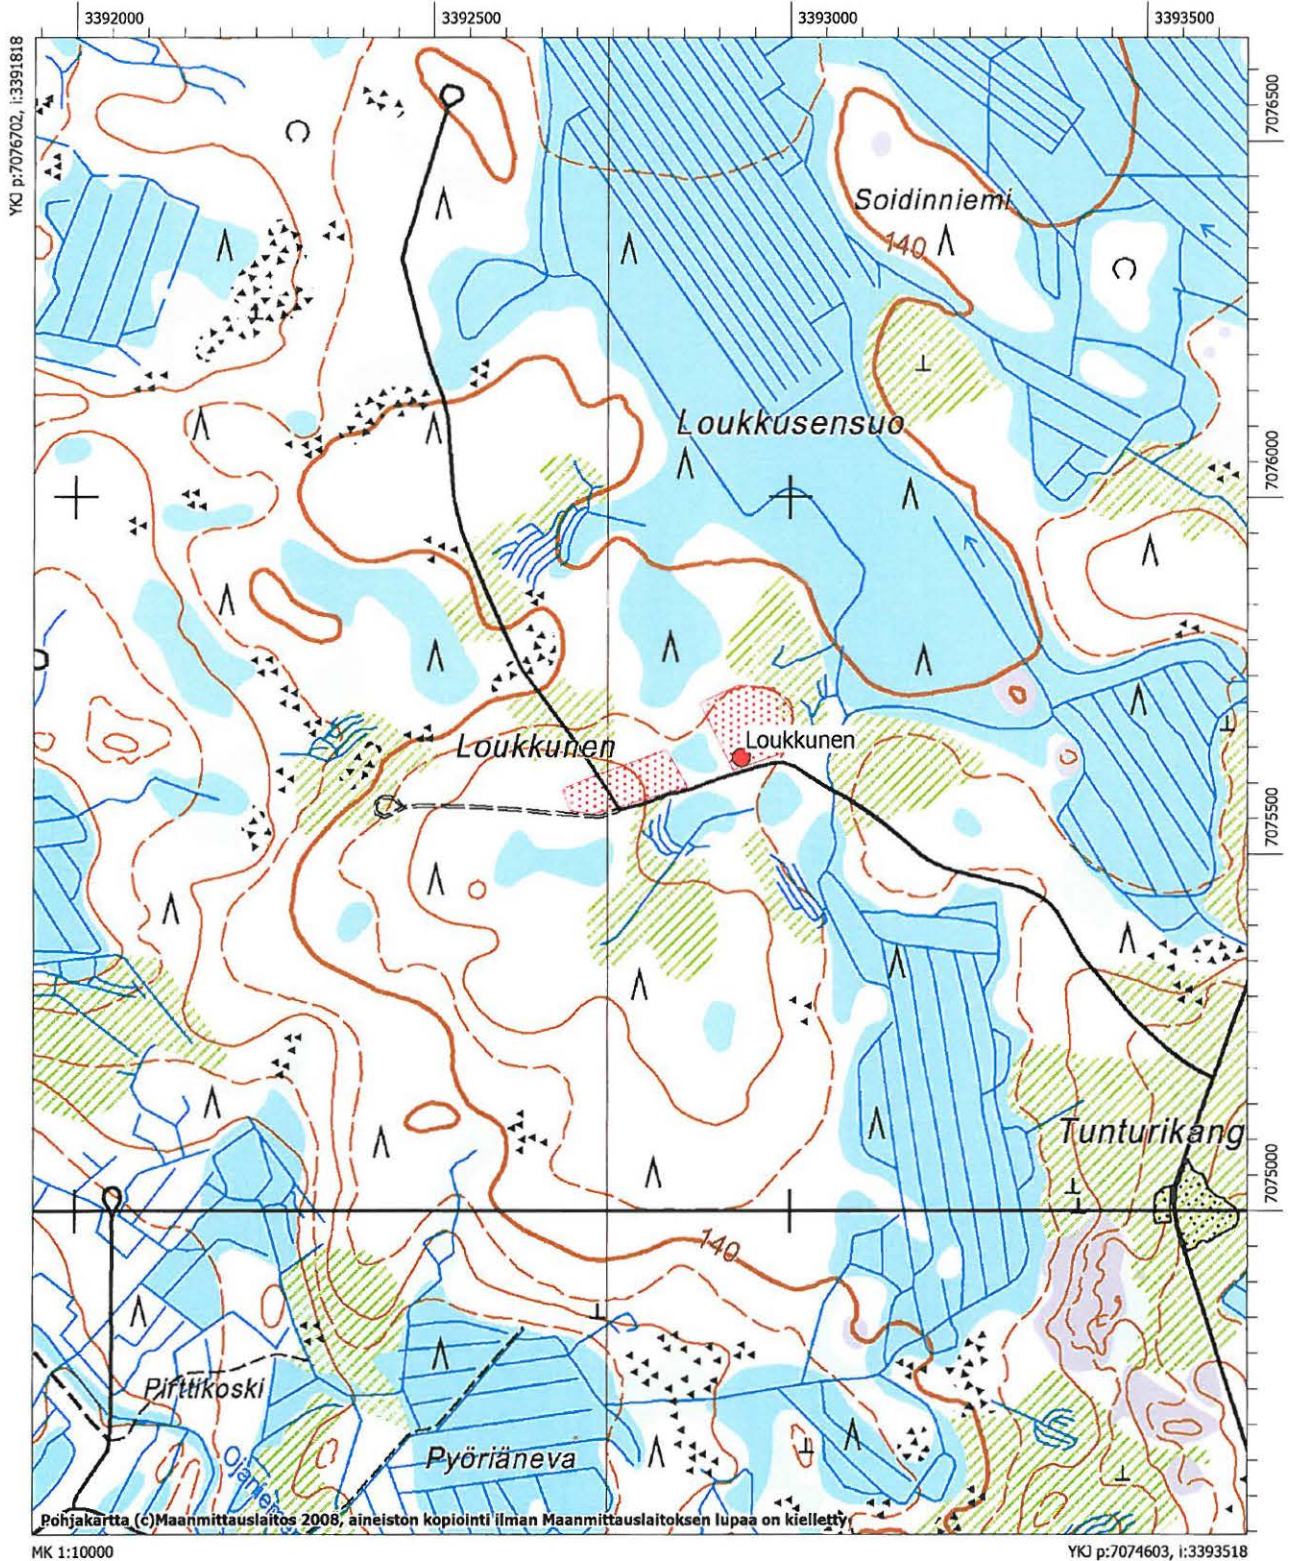 3392000
3392500
3393000
3393500
YKJ p:7076702, i:3391818
7076500
Soidinniemi
140
Loukkusensuo
7076000
Loukkunen
Loukkunen
7075500
Tunturikang
7075000
140
Pirttikoski
Pyöriäneva
Pohjakartta (c)Maanmittauslaitos 2008, aineiston kopiointi ilman Maanmittauslaitoksen lupaa on kielletty
MK 1:10000
YKJ p:7074603, i:3393518